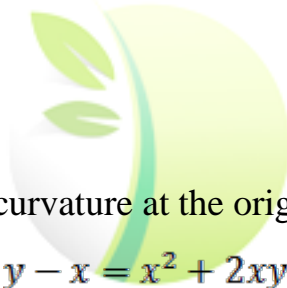 curvature at the orig
y − x = x² + 2xy